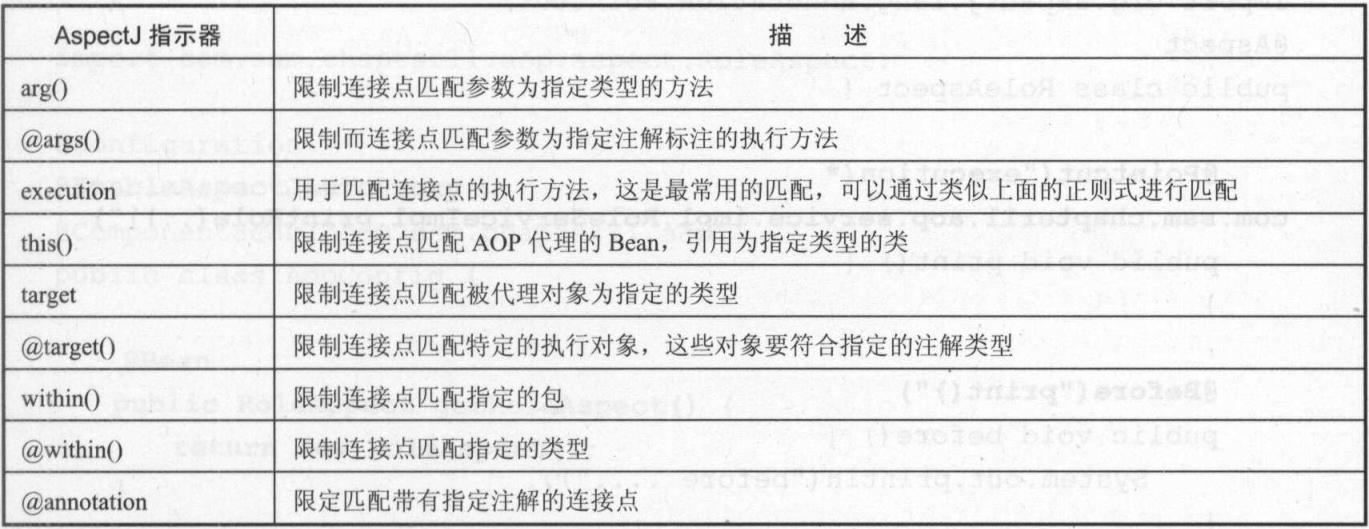 AspectJ 指示器 描 述
arg() 限制连接点匹配参数为指定类型的方法
@args() 限制而连接点匹配参数为指定注解标注的执行方法
execution 用于匹配连接点的执行方法，这是最常用的匹配，可以通过类似上面的正则式进行匹配
this() 限制连接点匹配 AOP 代理的 Bean，引用为指定类型的类
target 限制连接点匹配被代理对象为指定的类型
@target() 限制连接点匹配特定的执行对象，这些对象要符合指定的注解类型
within() 限制连接点匹配指定的包
@within() 限制连接点匹配指定的类型
@annotation 限定匹配带有指定注解的连接点